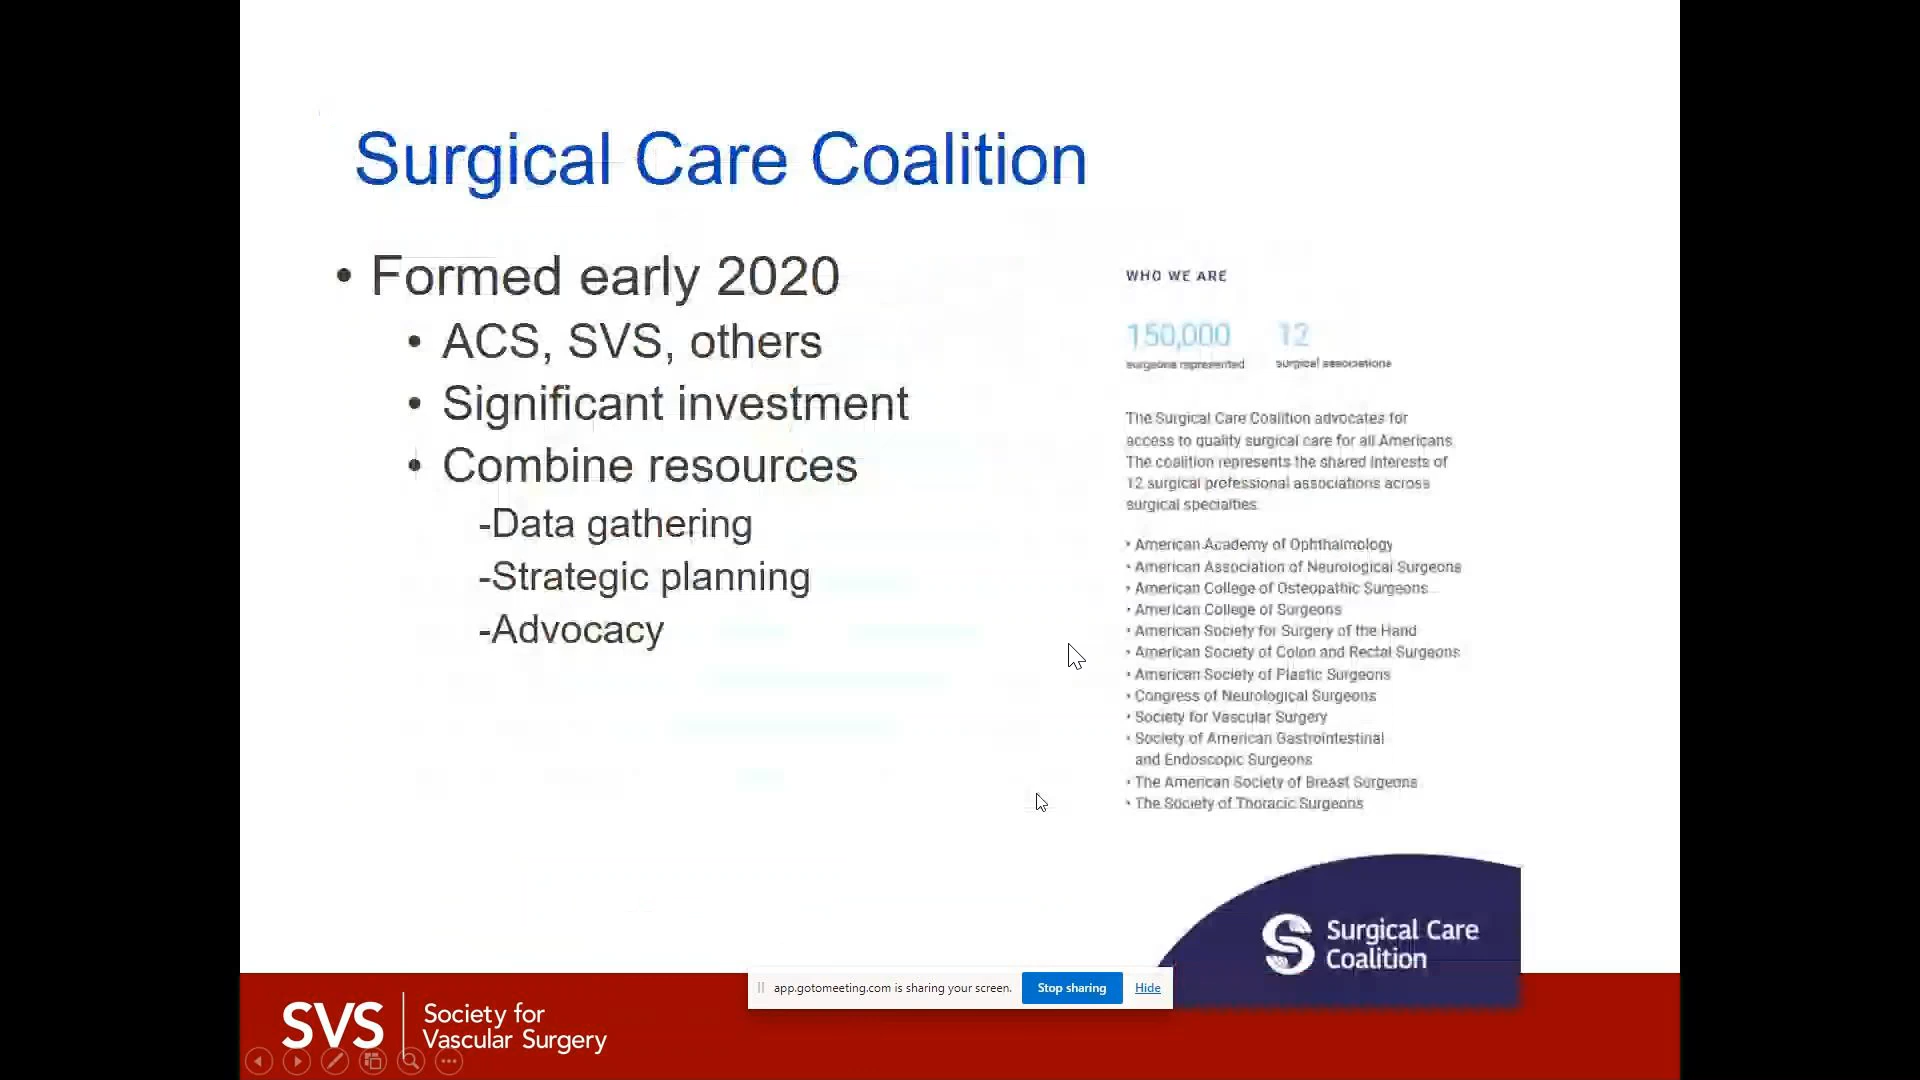 Surgical Care Coalition
• Formed early 2020
• ACS, SVS, others
• Significant investment
• Combine resources
-Data gathering
-Strategic planning
-Advocacy
WHO WE ARE
150,000 12
surgeons represented surgical associations
The Surgical Care Coalition advocates for
access to quality surgical care for all Americans
The coalition represents the shared interests of
12 surgical professional associations across
surgical specialties.
• American Academy of Ophthalmology
• American Association of Neurological Surgeons
• American College of Osteopathic Surgeons
• American College of Surgeons
• American Society for Surgery of the Hand
• American Society of Colon and Rectal Surgeons
• American Society of Plastic Surgeons
• Congress of Neurological Surgeons
• Society for Vascular Surgery
• Society of American Gastrointestinal
and Endoscopic Surgeons
• The American Society of Breast Surgeons
• The Society of Thoracic Surgeons
Surgical Care
Coalition
app.gotomeeting.com is sharing your screen. Stop sharing Hide
SVS
Society for
Vascular Surgery